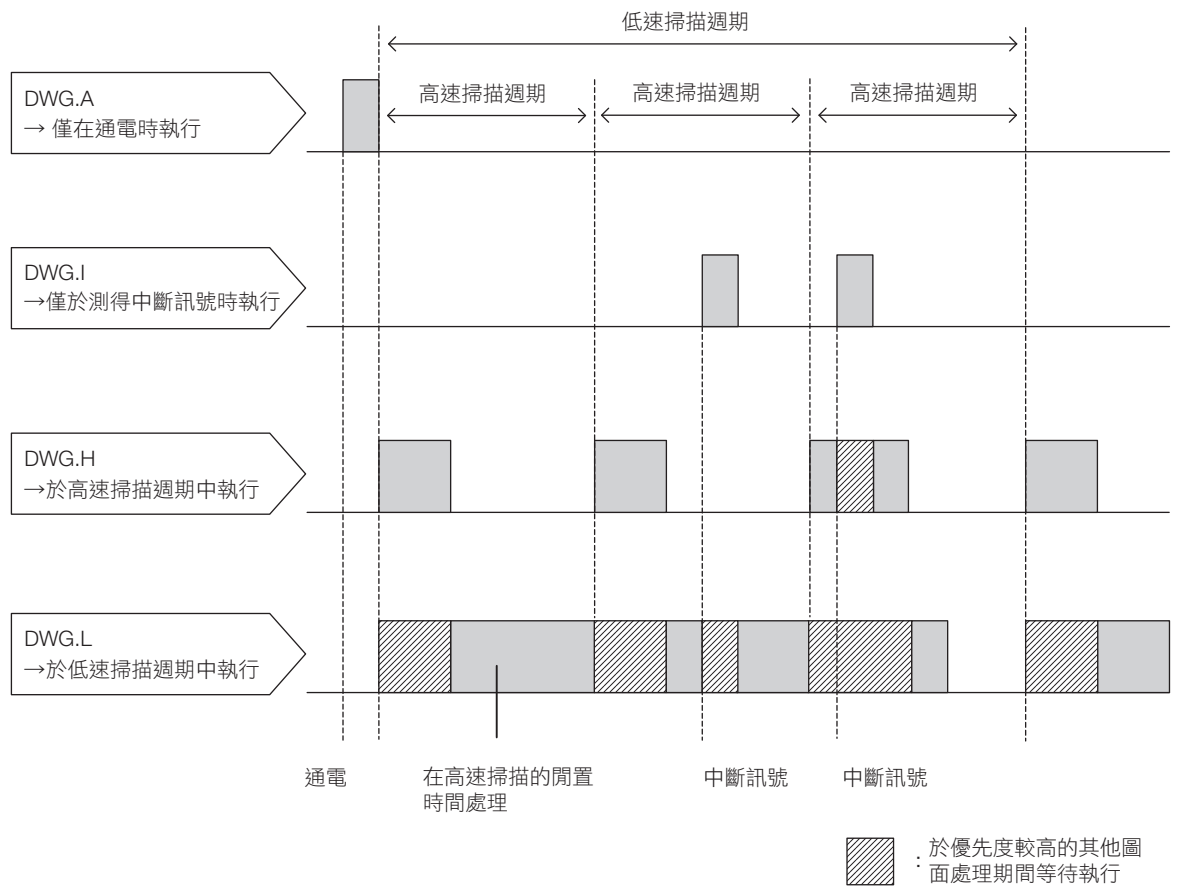 低速掃描週期
DWG.A
→ 僅在通電時執行
高速掃描週期
高速掃描週期
高速掃描週期
DWG.I
→僅於測得中斷訊號時執行
DWG.H
→於高速掃描週期中執行
DWG.L
→於低速掃描週期中執行
通電
在高速掃描的閒置
時間處理
中斷訊號
中斷訊號
：於優先度較高的其他圖
面處理期間等待執行